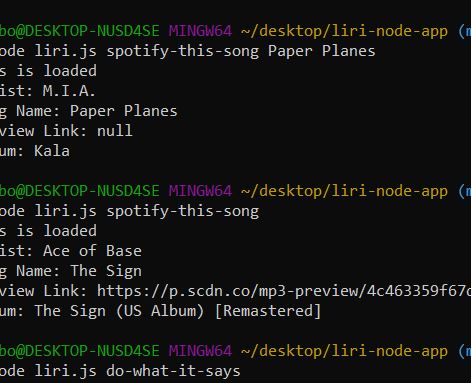 bo@DESKTOP-NUSD4SE MINGW64 ~/desktop/liri-node-app (m
ode liri.js spotify-this-song Paper Planes
s is loaded
ist: M.I.A.
g Name: Paper Planes
view Link: null
um: Kala
bo@DESKTOP-NUSD4SE MINGW64 ~/desktop/liri-node-app (m
ode liri.js spotify-this-song
s is loaded
ist: Ace of Base
g Name: The Sign
view Link: https://p.scdn.co/mp3-preview/4c463359f67c
um: The Sign (US Album) [Remastered]
bo@DESKTOP-NUSD4SE MINGW64 ~/desktop/liri-node-app (m
ode liri.js do-what-it-says